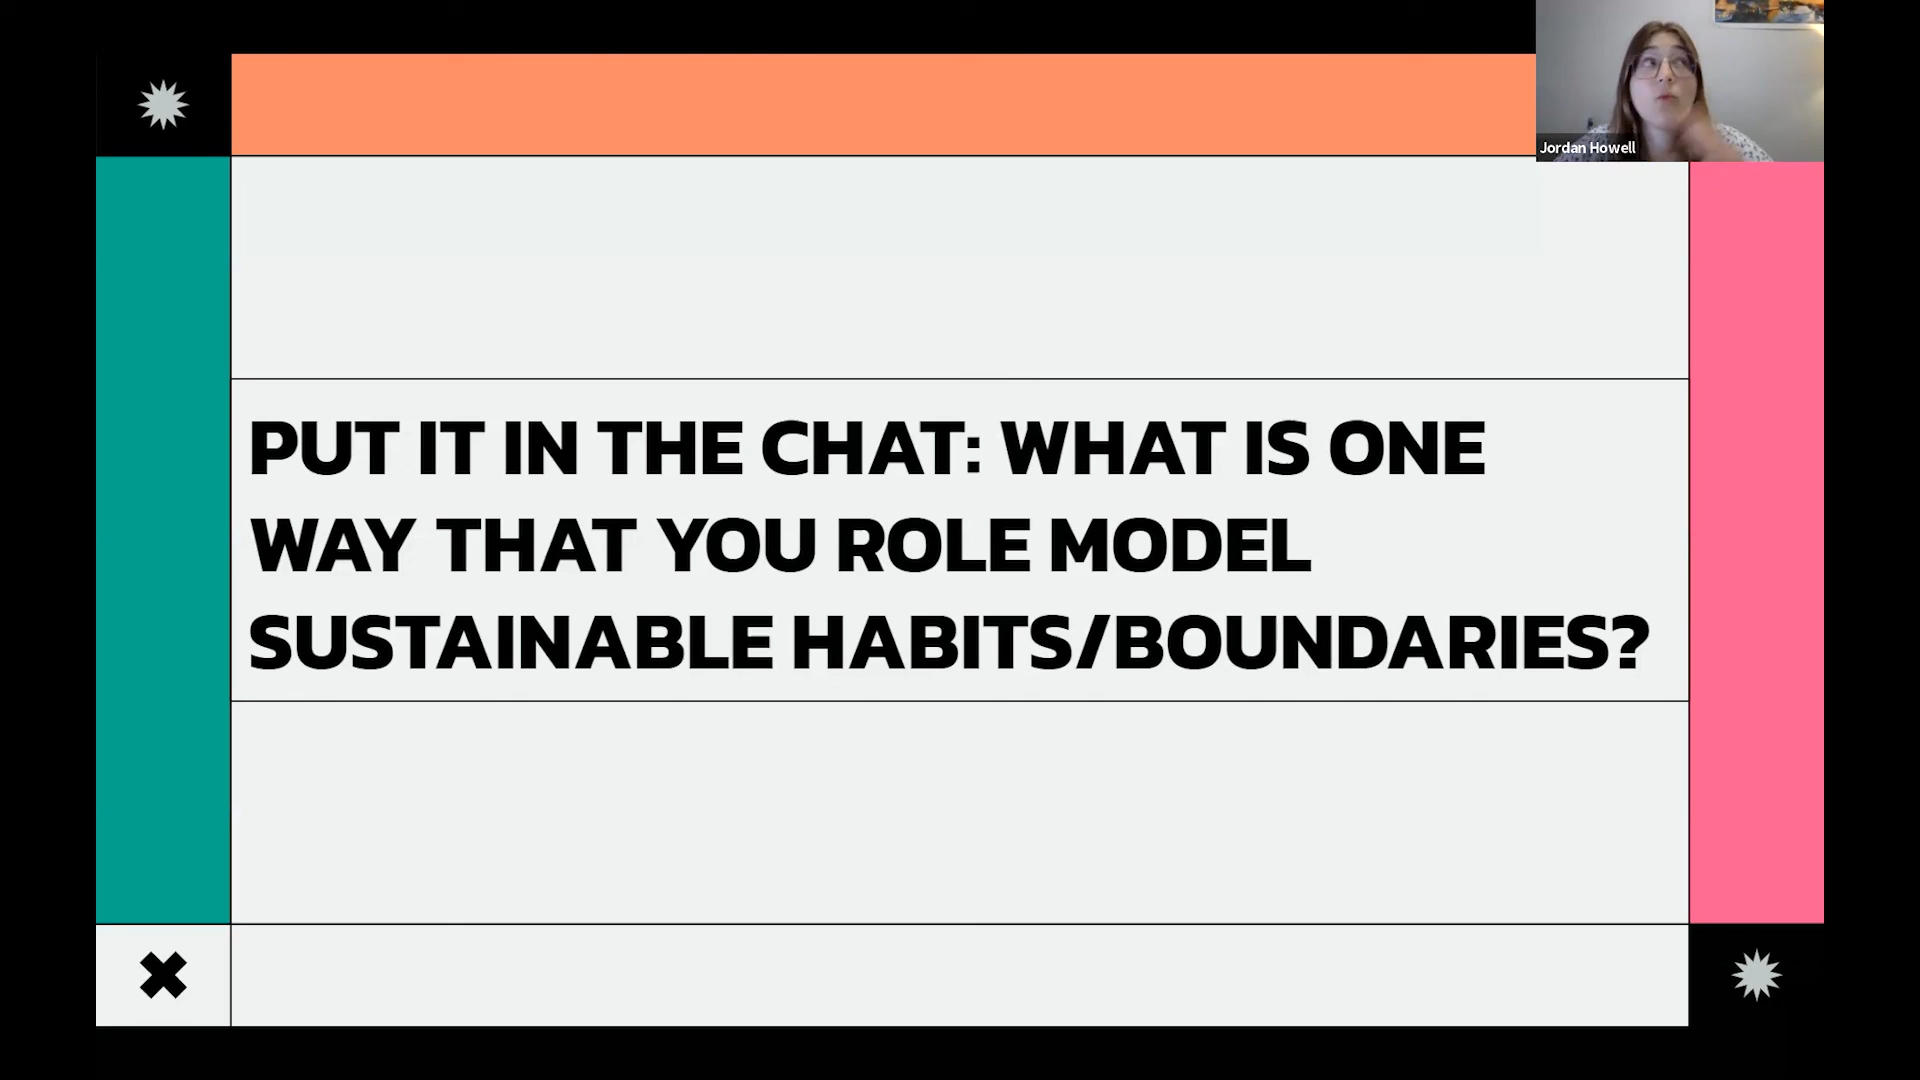 Jordan Howell
PUT IT IN THE CHAT: WHAT IS ONE
WAY THAT YOU ROLE MODEL
SUSTAINABLE HABITS/BOUNDARIES?